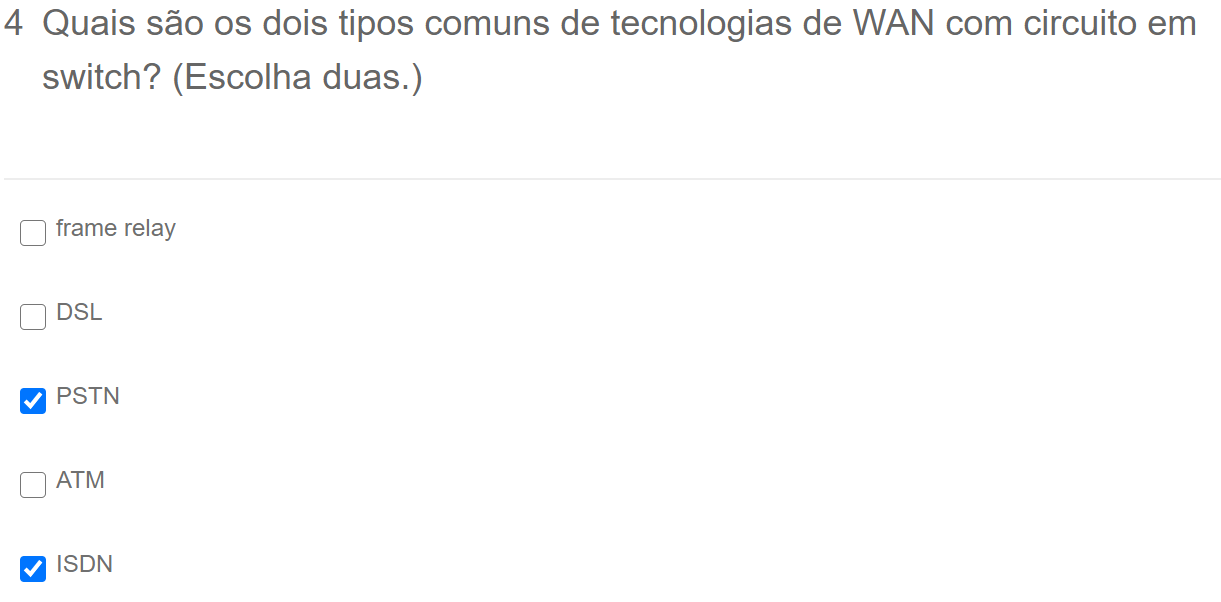 4 Quais são os dois tipos comuns de tecnologias de WAN com circuito em
switch? (Escolha duas.)
frame relay
DSL
PSTN
ATM
ISDN